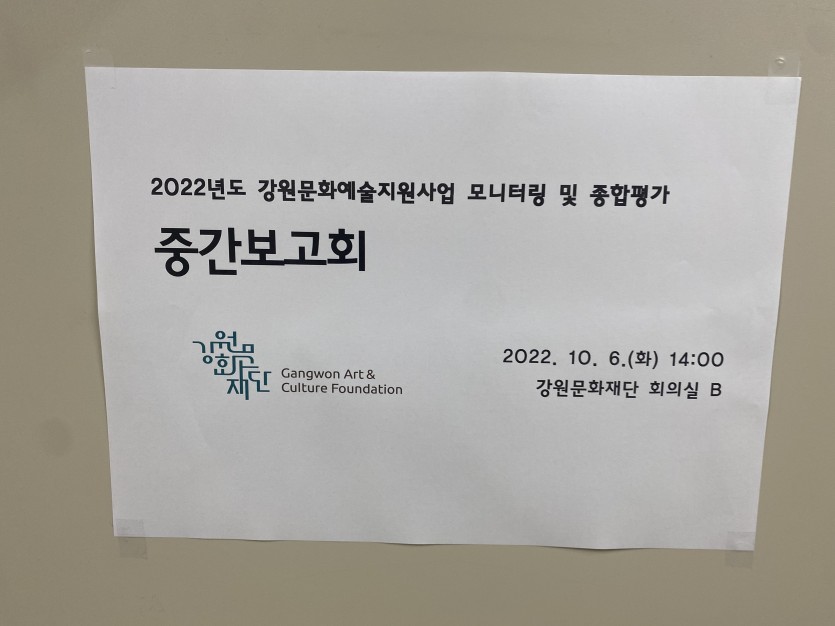 2022년도 강원문화예술지원사업 모니터링 및 종합평가
중간보고회
강원문화재단
Gangwon Art &
Culture Foundation
2022. 10. 6.(화) 14:00
강원문화재단 회의실 B